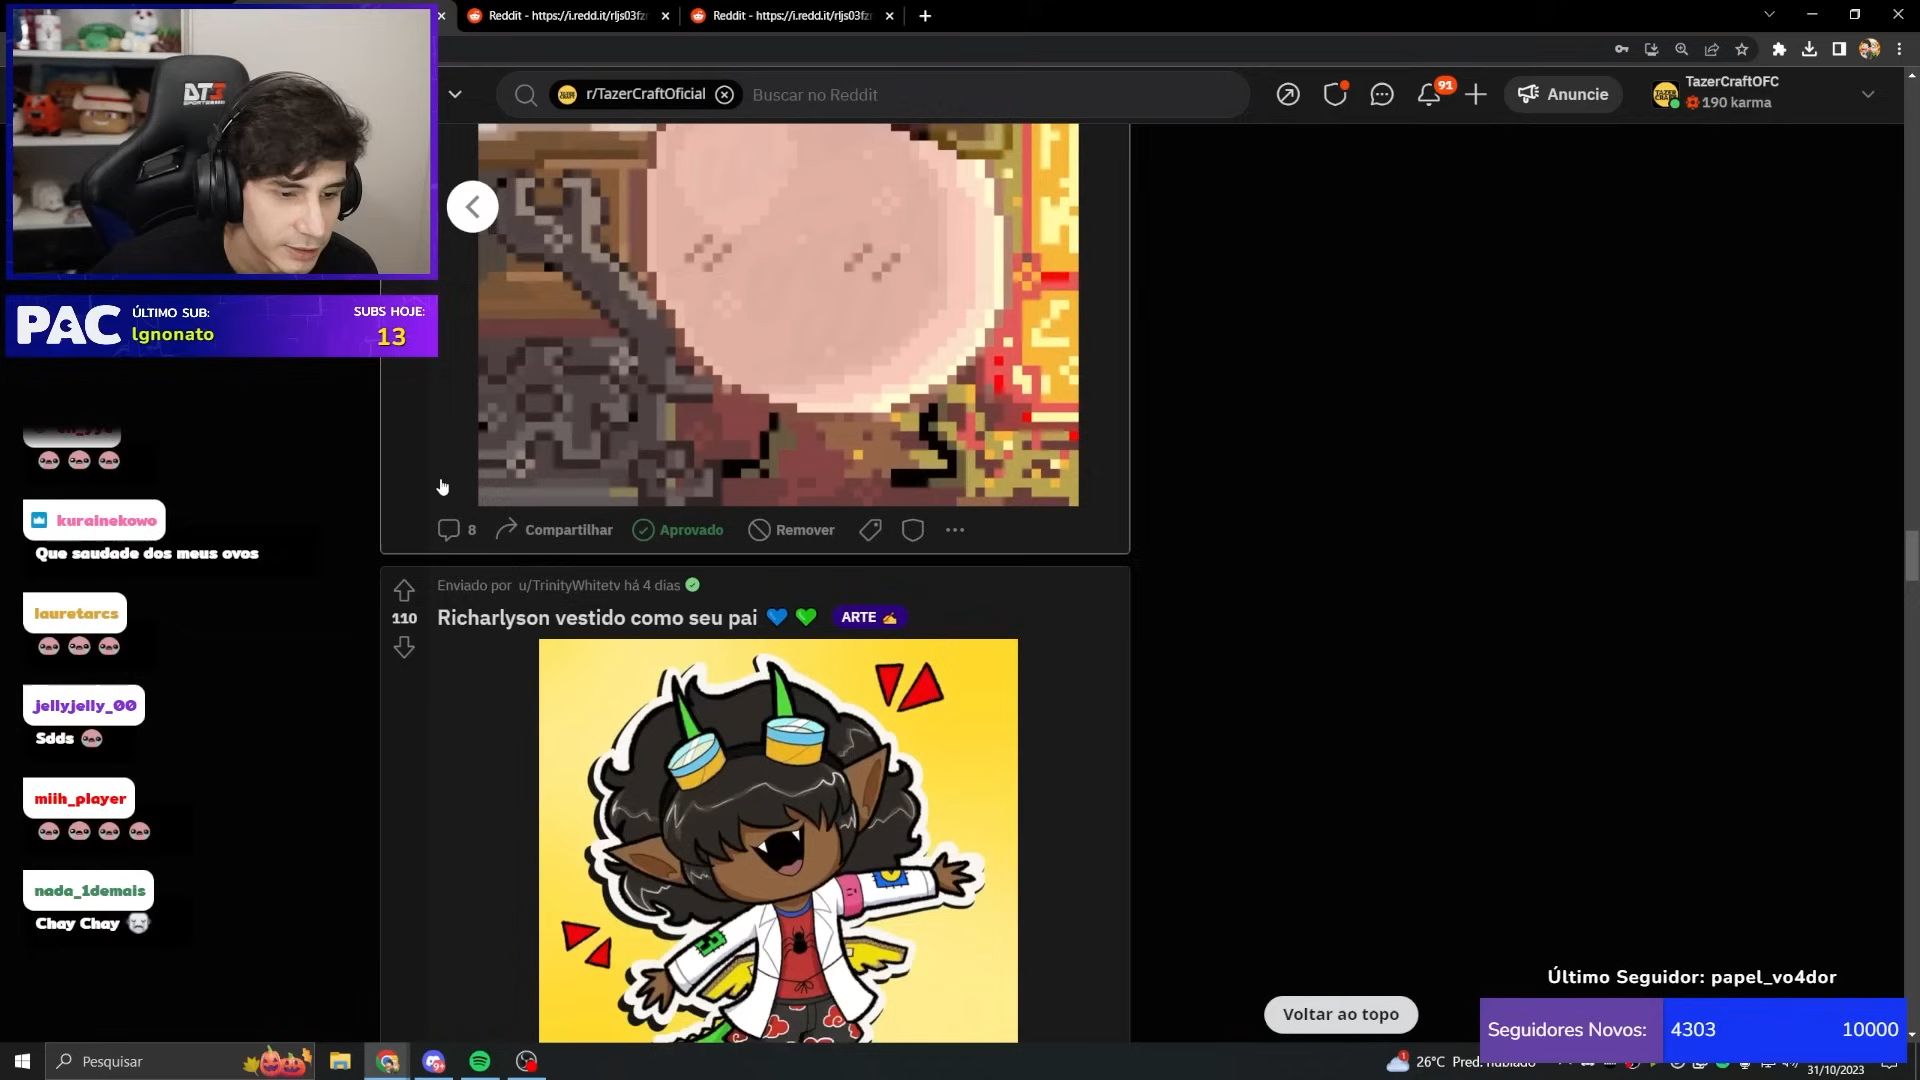 Reddit - https://i.redd.it/rljs03fz
Reddit - https://i.redd.it/rljs03fz
r/TazerCraftOficial
Buscar no Reddit
91
Anuncie
TazerCraftOFC
190 karma
DT3
PAC
ÚLTIMO SUB:
lgnonato
SUBS HOJE:
13
8
Compartilhar
Aprovado
Remover
kurainekowo
Que saudade dos meus ovos
lauretarcs
jellyjelly_00
Sdds
miih_player
nada_1demais
Chay Chay
Enviado por u/TrinityWhitetv há 4 dias
110
Richarlyson vestido como seu pai
ARTE
Voltar ao topo
Último Seguidor: papel_vo4dor
Seguidores Novos:
4303
10000
Pesquisar
26°C
31/10/2023